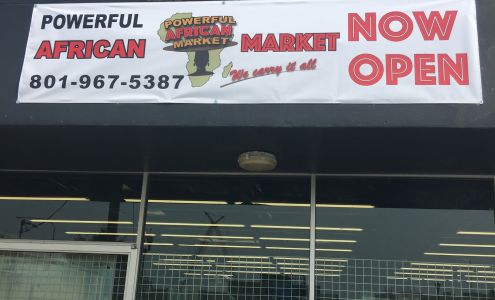 POWERFUL
AFRICAN
801-967-5387
POWERFUL
AFRICAN
MARKET
MARKET
We carry it all
NOW
OPEN